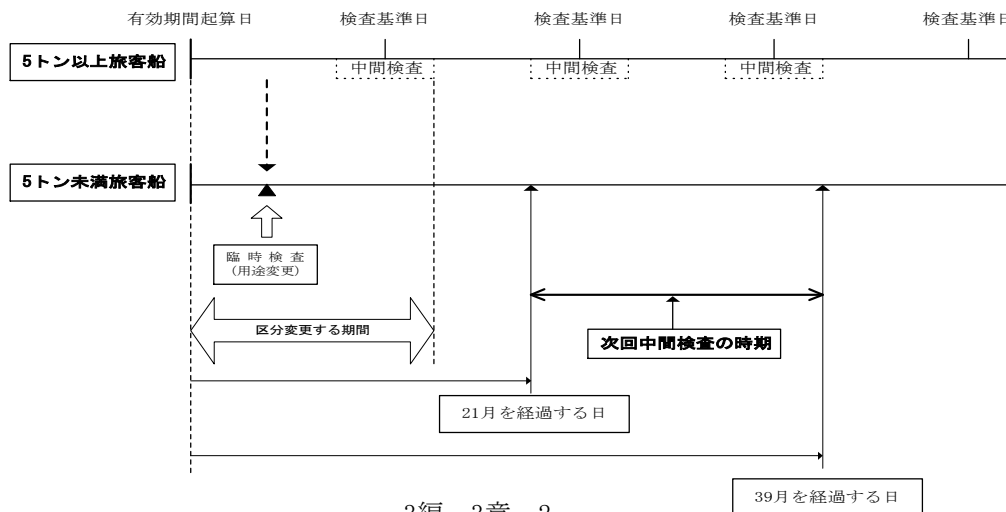 有効期間起算日 検査基準日 検査基準日 検査基準日 検査基準日
5トン以上旅客船
中間検査 中間検査 中間検査
5トン未満旅客船
臨時検査
(用途変更)
区分変更する期間
次回中間検査の時期
21月を経過する日
39月を経過する日